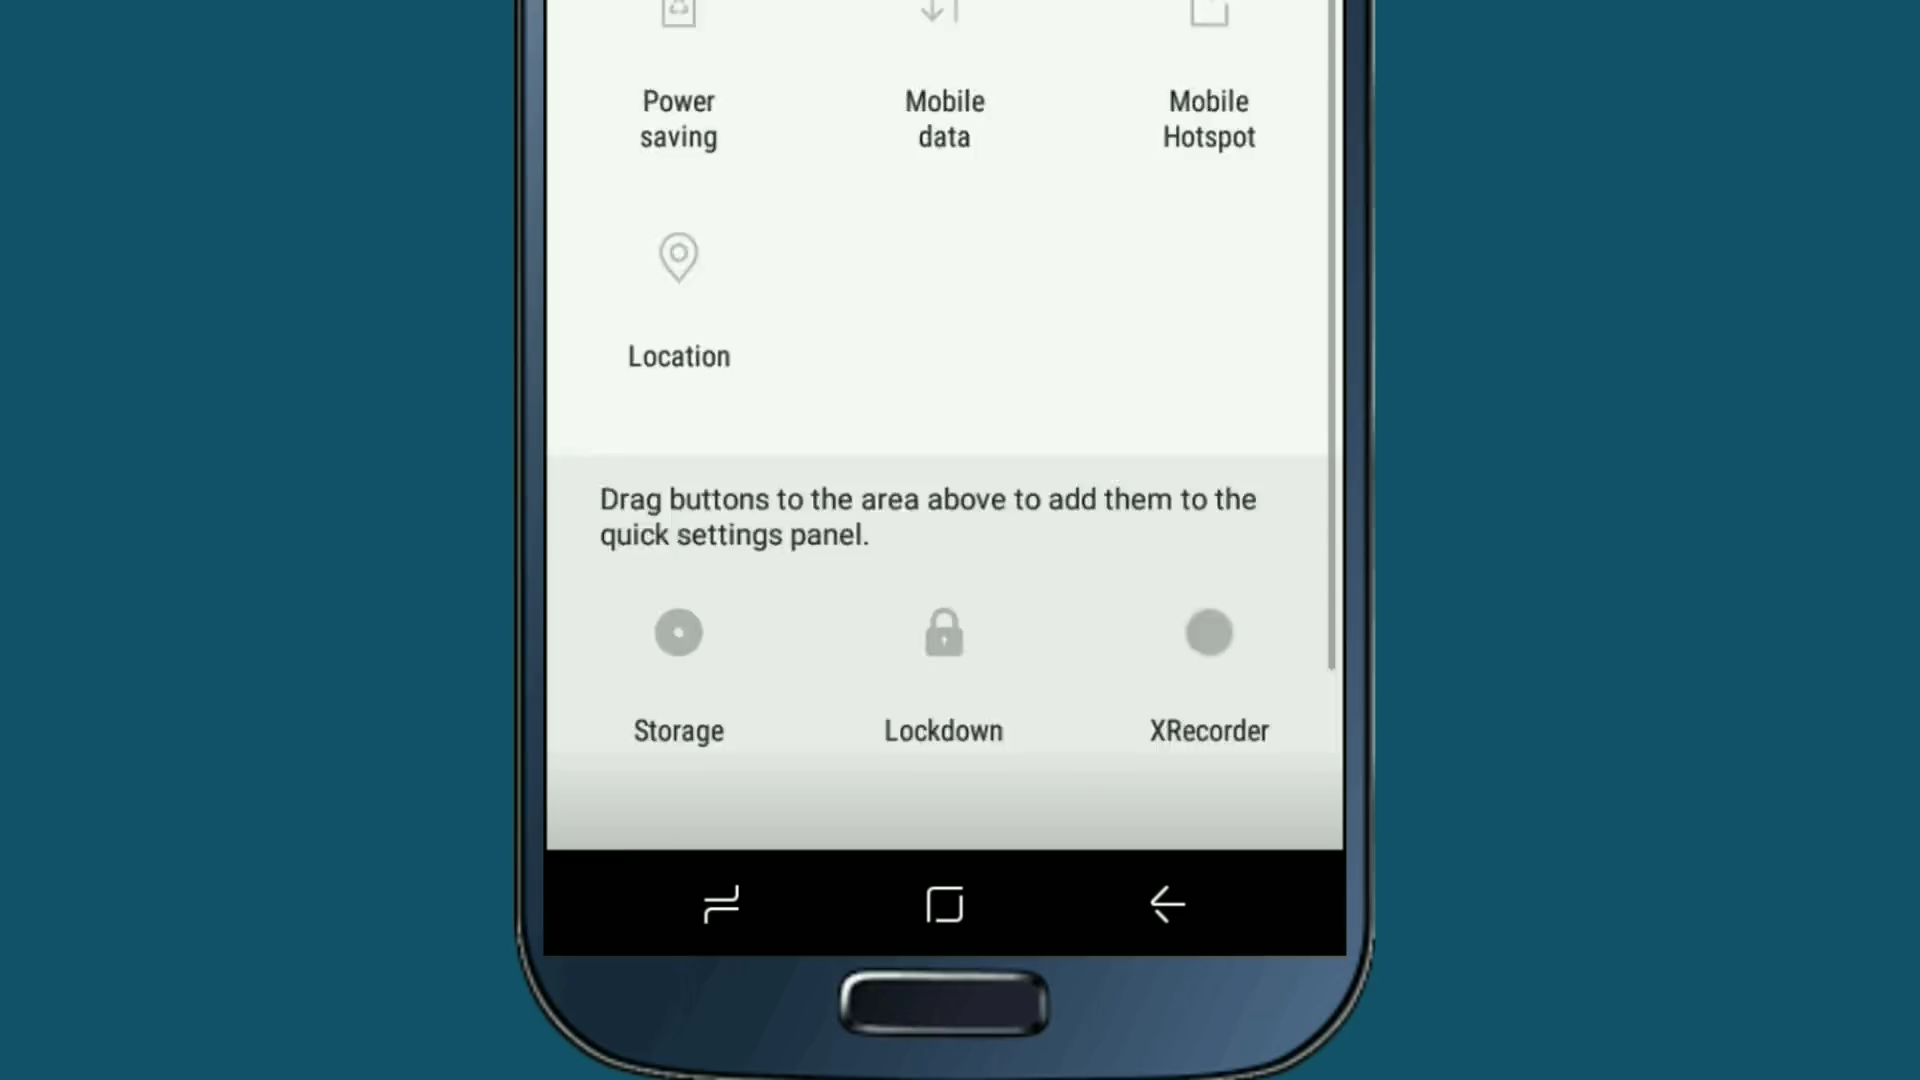 Power Mobile Mobile
saving data Hotspot
Location
Drag buttons to the area above to add them to the
quick settings panel.
Storage Lockdown XRecorder